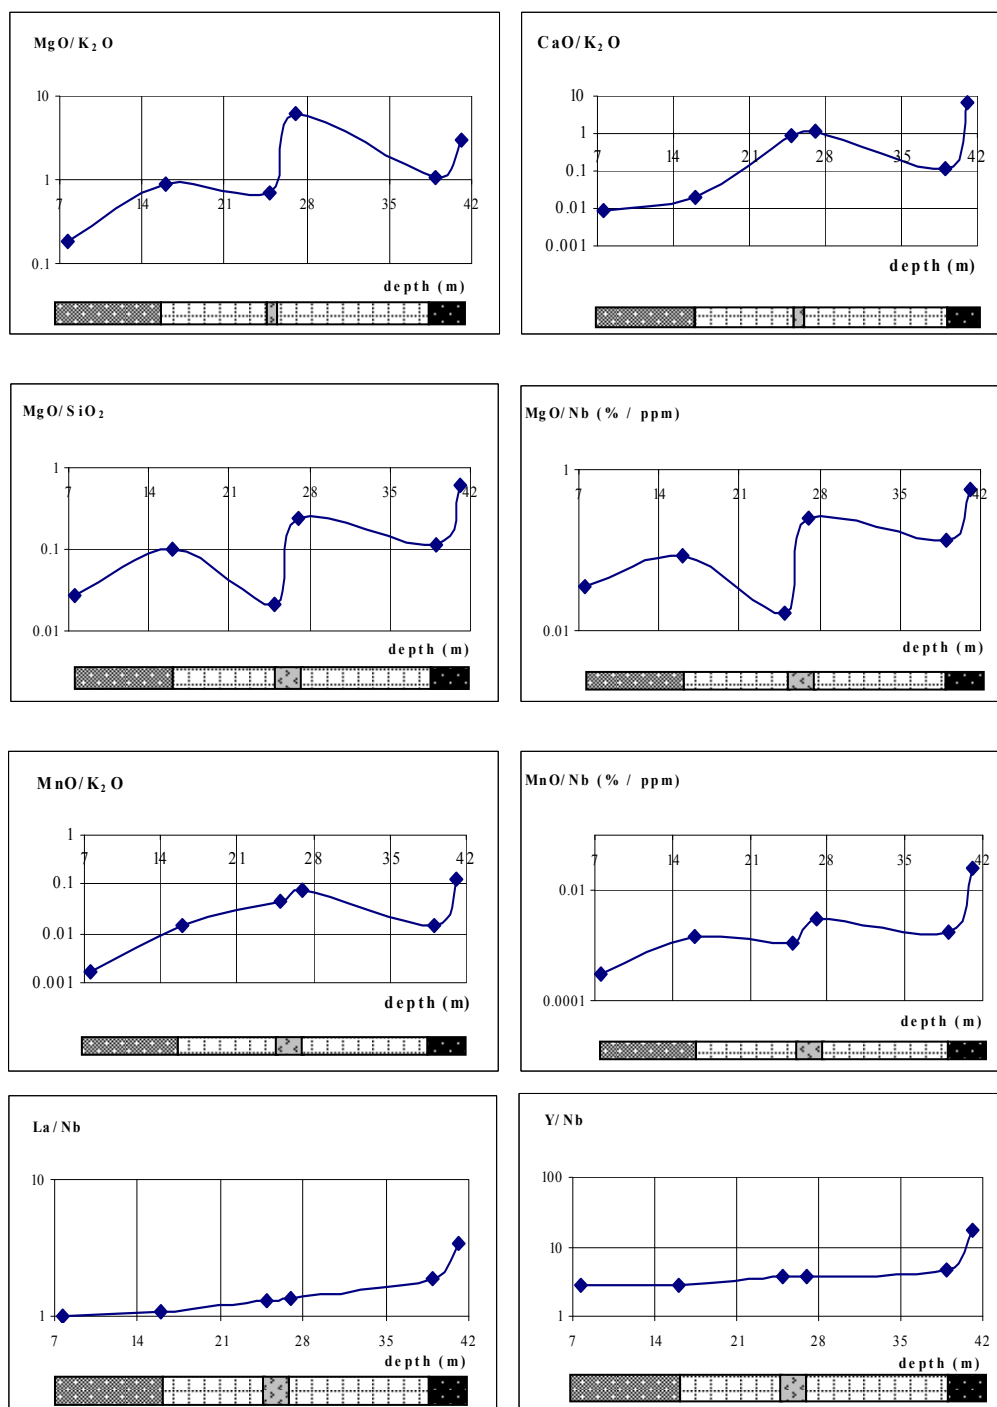 MgO/K₂O
10
1
7 14 21 28 35 42
0.1
depth (m)
CaO/K₂O
10
1
7 14 21 28 35 42
0.1
0.01
0.001
depth (m)
MgO/SiO₂
1
7 14 21 28 35 42
0.1
0.01
depth (m)
MgO/Nb (% / ppm)
1
7 14 21 28 35 42
0.01
depth (m)
MnO/K₂O
1
7 14 21 28 35 42
0.1
0.01
0.001
depth (m)
MnO/Nb (% / ppm)
7 14 21 28 35 42
0.01
0.0001
depth (m)
La/Nb
10
1
7 14 21 28 35 42
depth (m)
Y/Nb
100
10
1
7 14 21 28 35 42
depth (m)